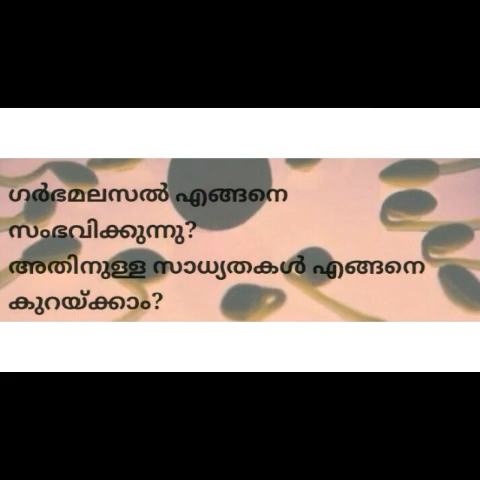 ഗർഭമലസൽ എങ്ങനെ
സംഭവിക്കുന്നു?
അതിനുള്ള സാധ്യതകൾ എങ്ങനെ
കുറയ്ക്കാം?